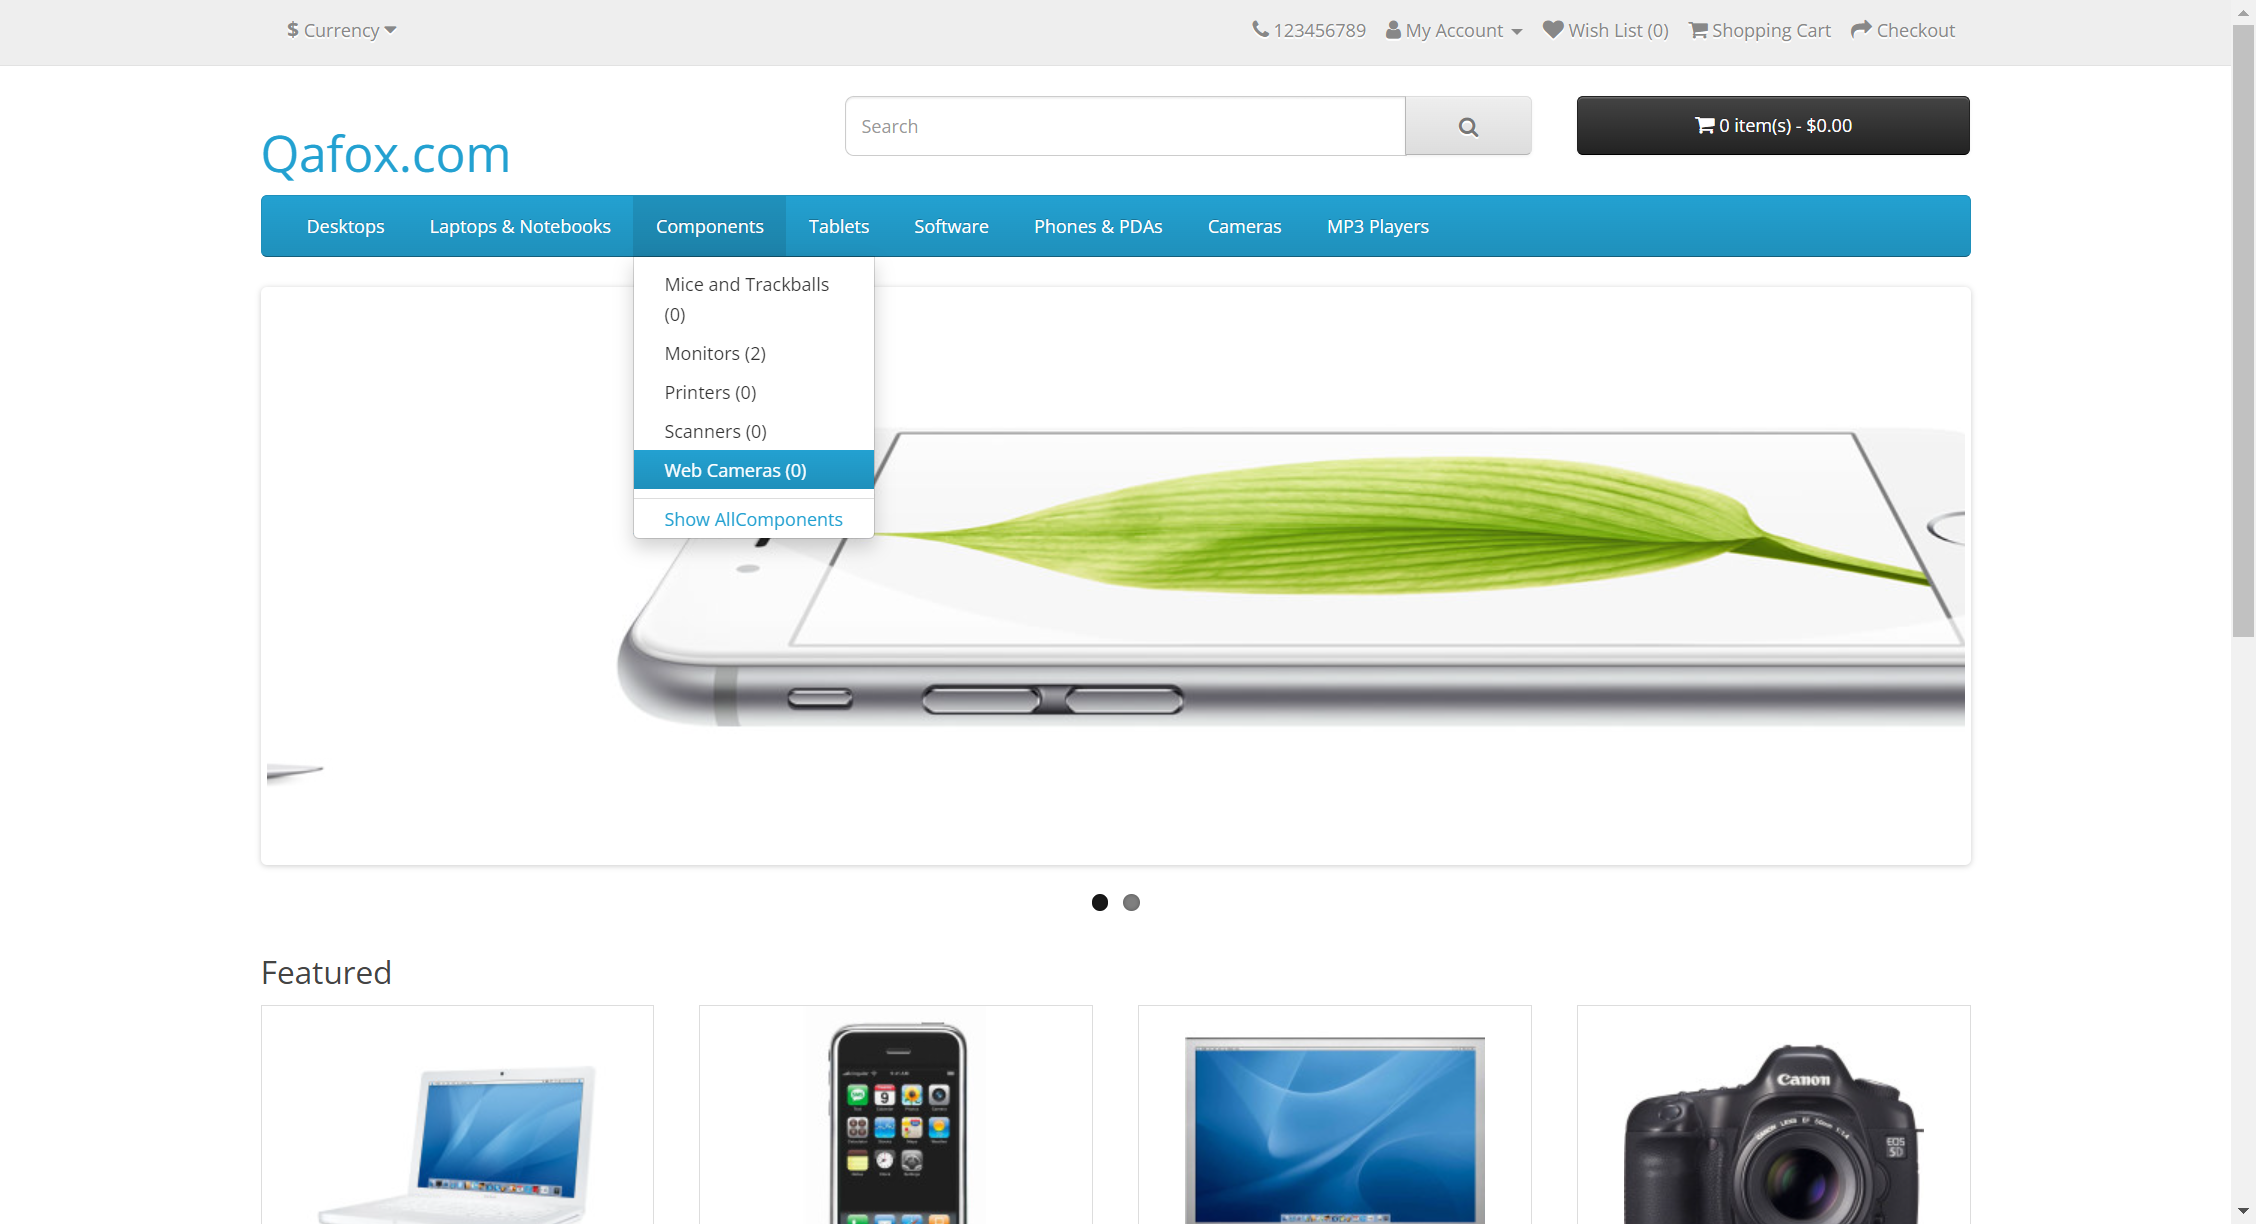 $ Currency
123456789 My Account Wish List (0) Shopping Cart Checkout
Search
0 item(s) - $0.00
Qafox.com
Desktops Laptops & Notebooks Components Tablets Software Phones & PDAs Cameras MP3 Players
Mice and Trackballs
(0)
Monitors (2)
Printers (0)
Scanners (0)
Web Cameras (0)
Show AllComponents
Featured
Canon
EOS
5D